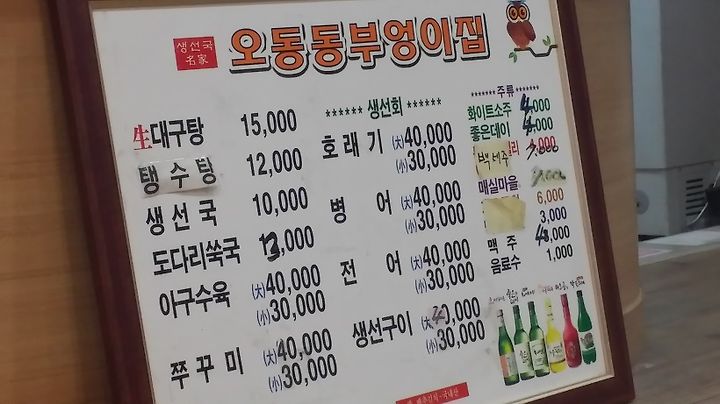 생선국
名家
오동동부엉이집
生대구탕 15,000
탱수탕 12,000
생선국 10,000
도다리쑥국 13,000
아구수육 (大)40,000
(小)30,000
쭈꾸미 (大)40,000
(小)30,000
****** 생선회 ******
호래기 (大)40,000
(小)30,000
병어 (大)40,000
(小)30,000
전어 (大)40,000
(小)30,000
생선구이 (大)40,000
(小)30,000
******* 주류 *******
화이트소주 4,000
좋은데이 4,000
백세주
매실마을
6,000
3,000
맥주 4,000
음료수 1,000